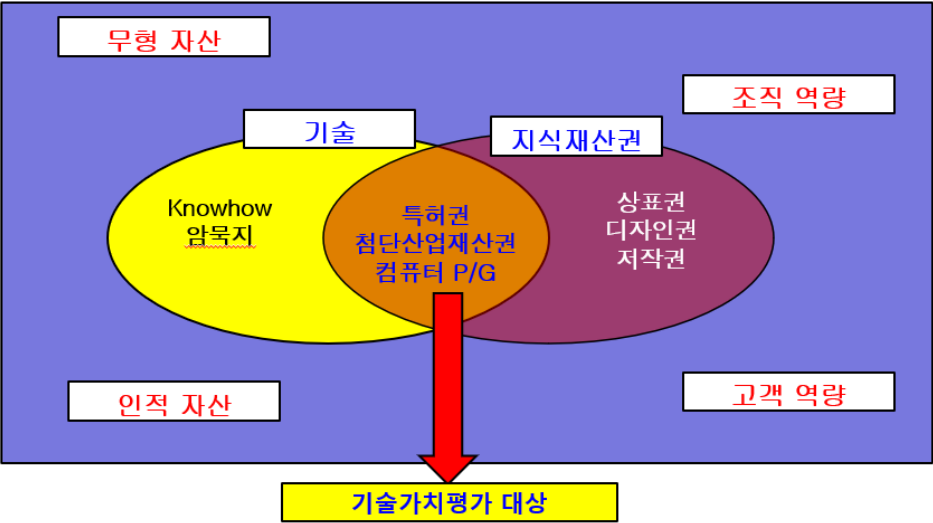 무형 자산
조직 역량
기술
지식재산권
Knowhow
암묵지
특허권
첨단산업재산권
컴퓨터 P/G
상표권
디자인권
저작권
인적 자산
고객 역량
기술가치평가 대상